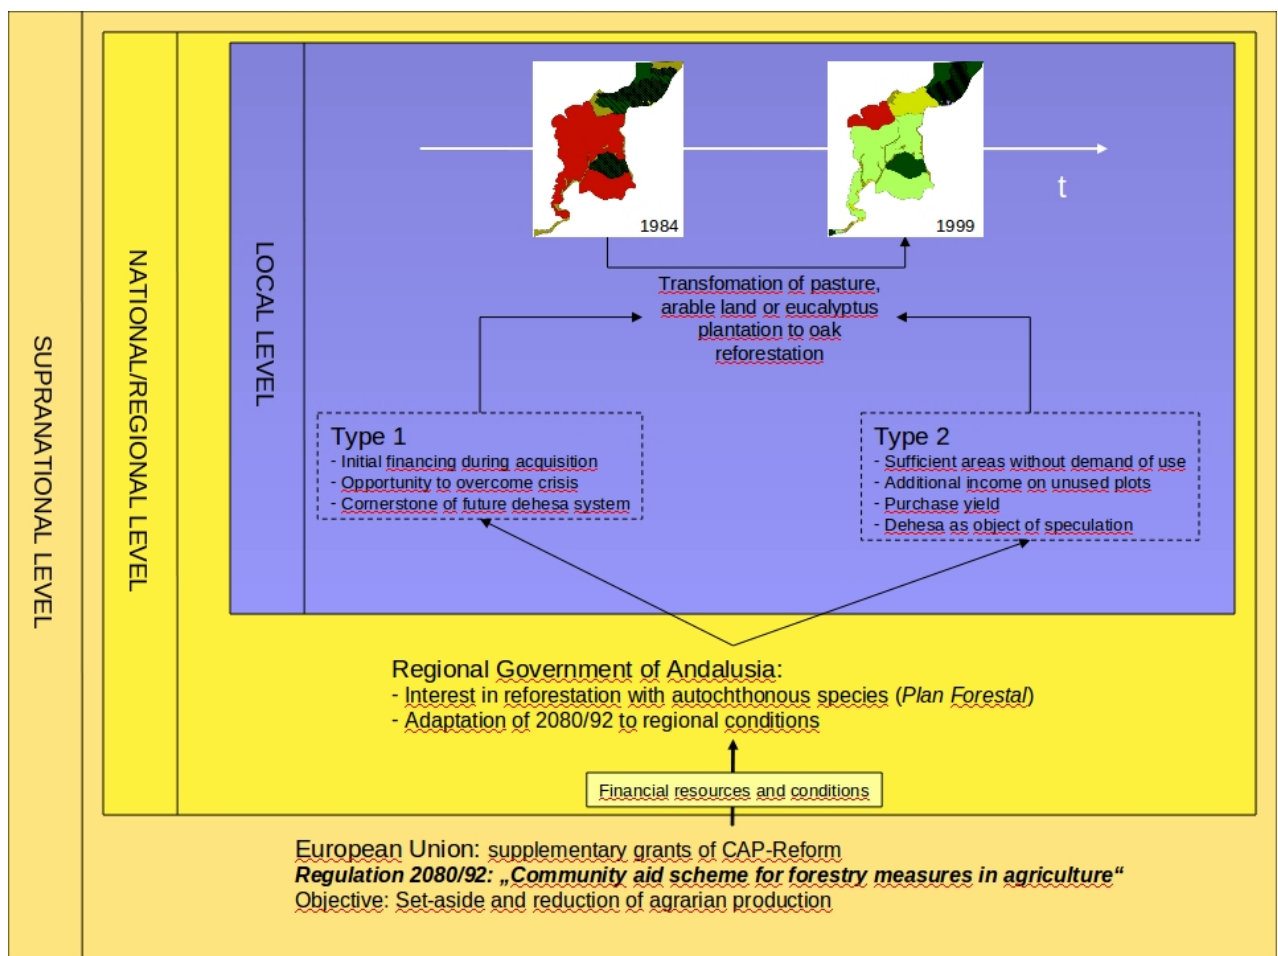 SUPRANATIONAL LEVEL
NATIONAL/REGIONAL LEVEL
LOCAL LEVEL
1984
1999
t
Transfomation of pasture,
arable land or eucalyptus
plantation to oak
reforestation
Type 1
- Initial financing during acquisition
- Opportunity to overcome crisis
- Cornerstone of future dehesa system
Type 2
- Sufficient areas without demand of use
- Additional income on unused plots
- Purchase yield
- Dehesa as object of speculation
Regional Government of Andalusia:
- Interest in reforestation with autochthonous species (Plan Forestal)
- Adaptation of 2080/92 to regional conditions
Financial resources and conditions
European Union: supplementary grants of CAP-Reform
Regulation 2080/92: „Community aid scheme for forestry measures in agriculture“
Objective: Set-aside and reduction of agrarian production